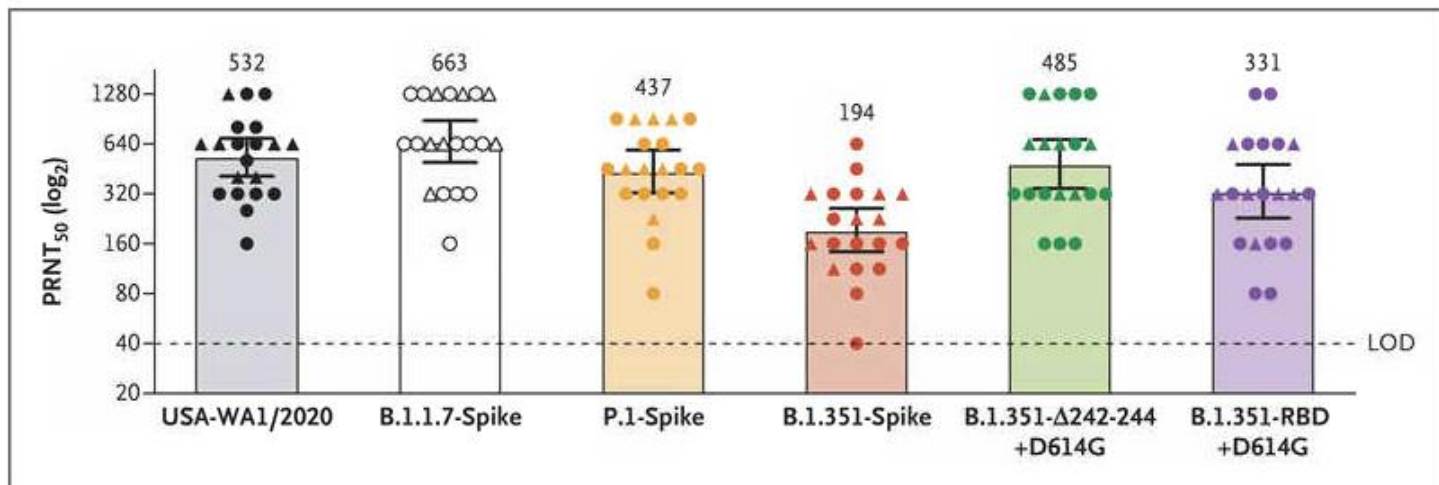 532
663
437
194
485
331
PRNT50 (log2)
1280
640
320
160
80
40
20
LOD
USA-WA1/2020
B.1.1.7-Spike
P.1-Spike
B.1.351-Spike
B.1.351-Δ242-244
+D614G
B.1.351-RBD
+D614G